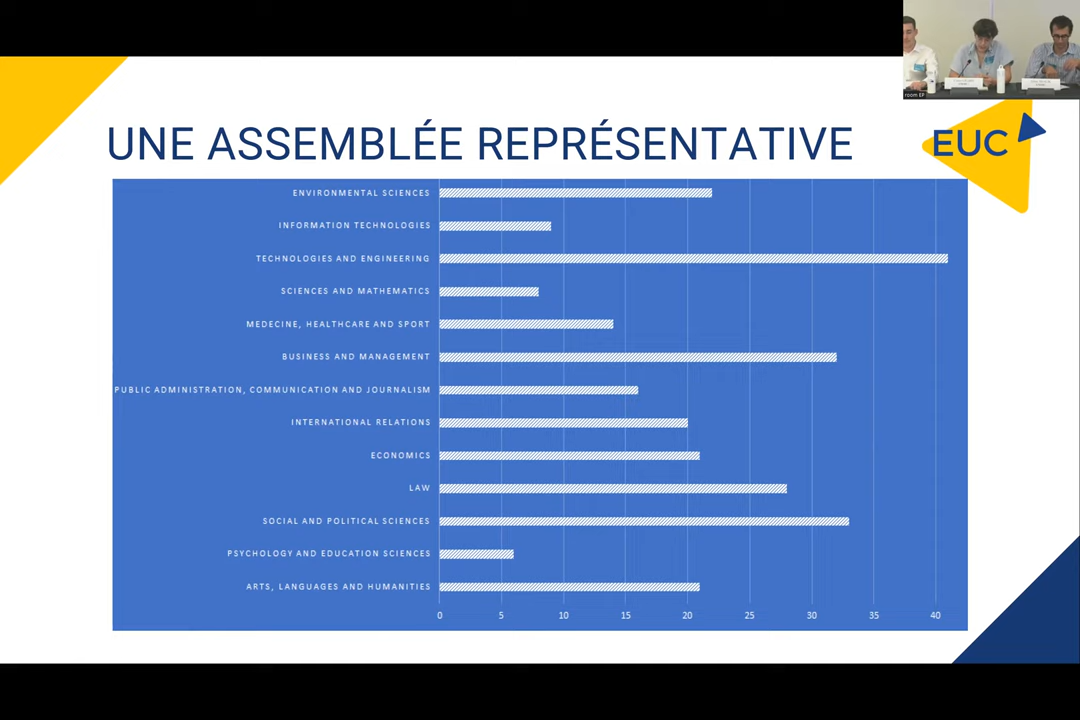 UNE ASSEMBLÉE REPRÉSENTATIVE
EUC
ENVIRONMENTAL SCIENCES
INFORMATION TECHNOLOGIES
TECHNOLOGIES AND ENGINEERING
SCIENCES AND MATHEMATICS
MEDECINE, HEALTHCARE AND SPORT
BUSINESS AND MANAGEMENT
PUBLIC ADMINISTRATION, COMMUNICATION AND JOURNALISM
INTERNATIONAL RELATIONS
ECONOMICS
LAW
SOCIAL AND POLITICAL SCIENCES
PSYCHOLOGY AND EDUCATION SCIENCES
ARTS, LANGUAGES AND HUMANITIES
0 5 10 15 20 25 30 35 40
room EP